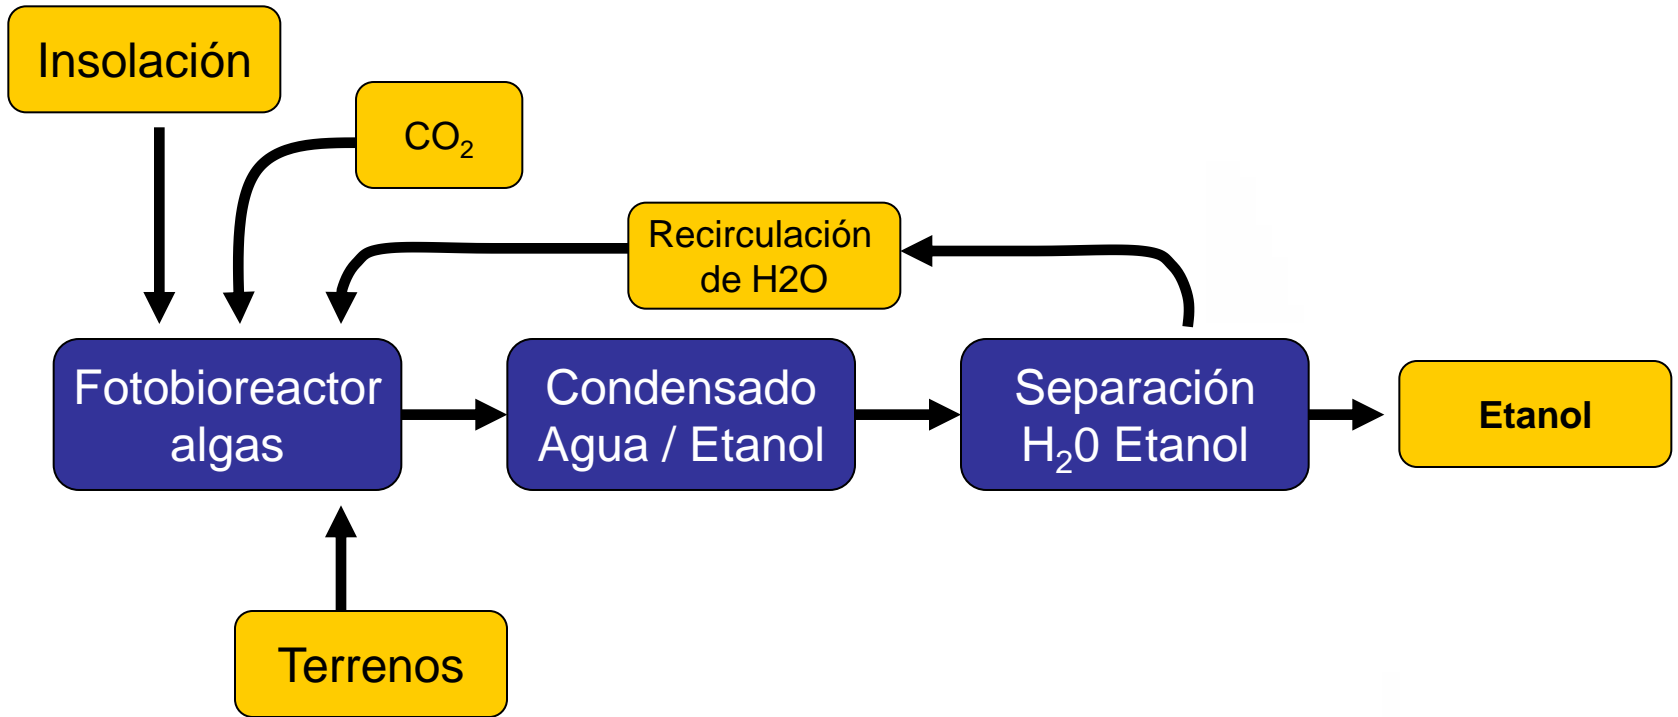 Insolación
CO₂
Recirculación
de H2O
Fotobioreactor
algas
Condensado
Agua / Etanol
Separación
H₂0 Etanol
Etanol
Terrenos